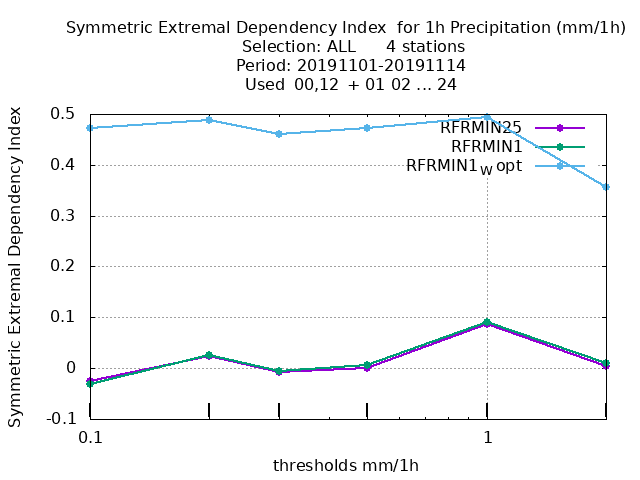 Symmetric Extremal Dependency Index  for 1h Precipitation (mm/1h)
Selection: ALL      4 stations
Period: 20191101-20191114
Used  00,12  + 01 02 ... 24
Symmetric Extremal Dependency Index
0.5
0.4
0.3
0.2
0.1
0
-0.1
RFRMIN25
RFRMIN1
RFRMIN1W opt
0.1
1
thresholds mm/1h